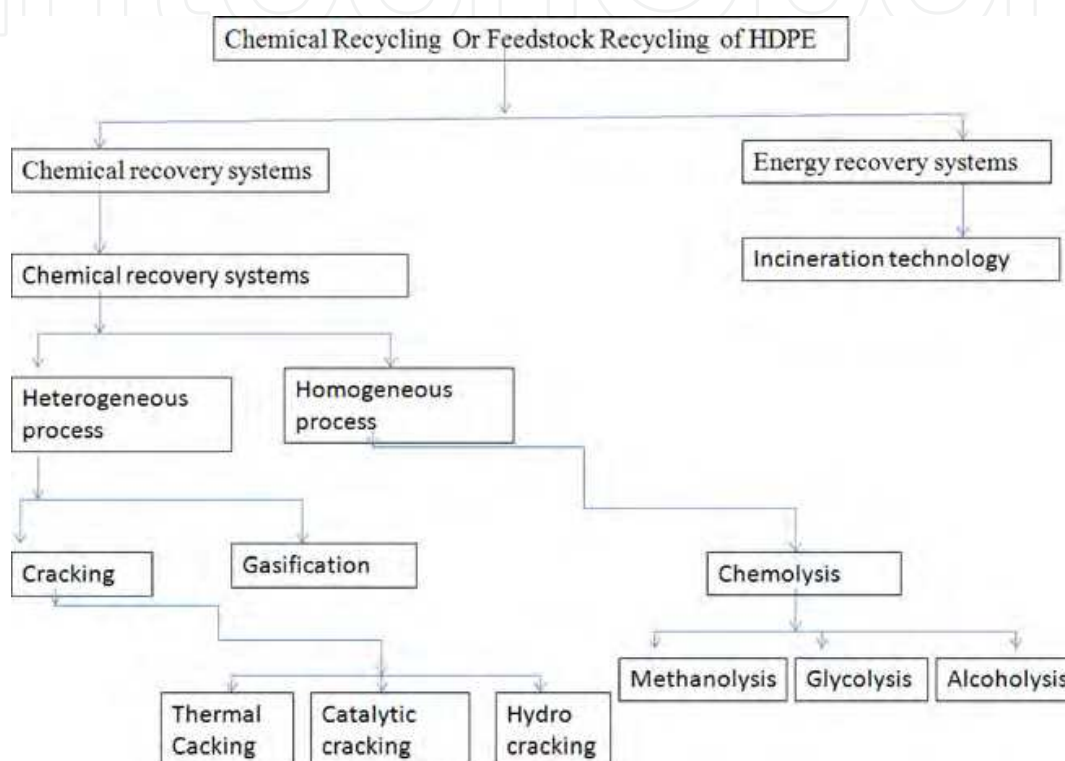 Chemical Recycling Or Feedstock Recycling of HDPE
Chemical recovery systems
Energy recovery systems
Chemical recovery systems
Incineration technology
Heterogeneous
process
Homogeneous
process
Cracking
Gasification
Chemolysis
Methanolysis
Glycolysis
Alcoholysis
Thermal
Cacking
Catalytic
cracking
Hydro
cracking